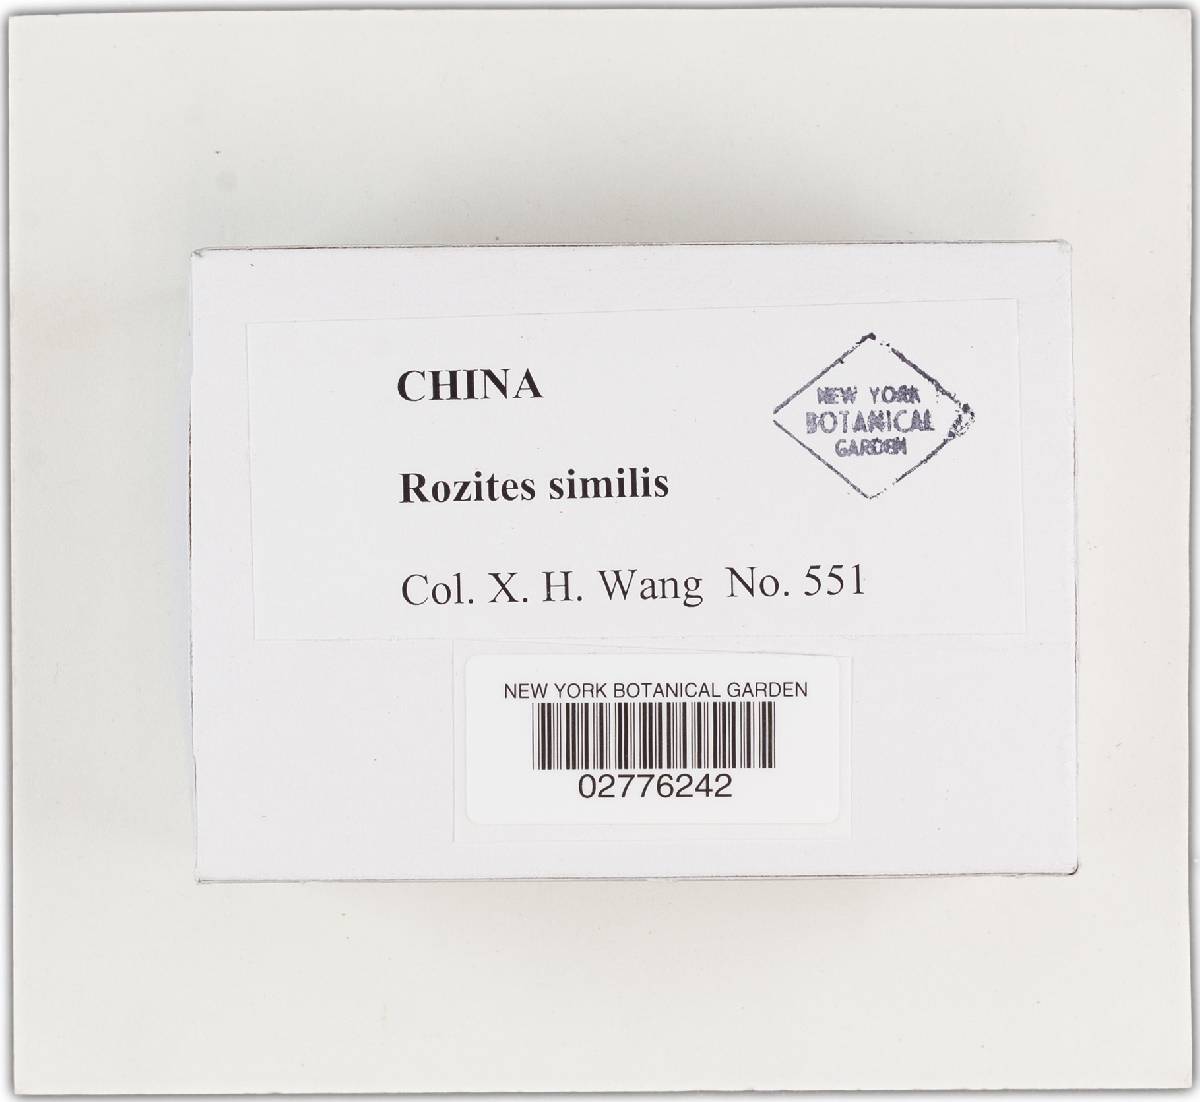 CHINA
NEW YORK
BOTANICAL
GARDEN
Rozites similis
Col. X. H. Wang No. 551
NEW YORK BOTANICAL GARDEN
02776242